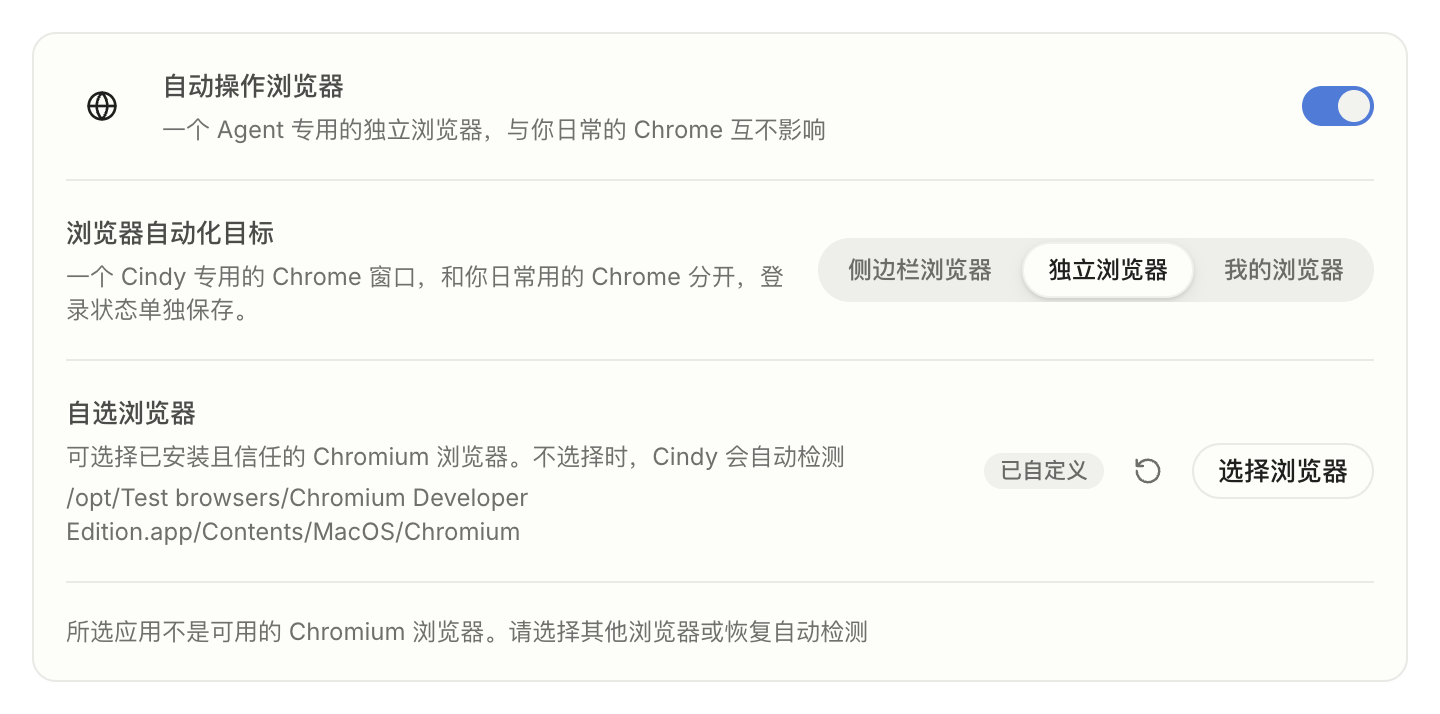 自动操作浏览器
一个 Agent 专用的独立浏览器，与你日常的 Chrome 互不影响
浏览器自动化目标
一个 Cindy 专用的 Chrome 窗口，和你日常用的 Chrome 分开，登
录状态单独保存。
侧边栏浏览器
独立浏览器
我的浏览器
自选浏览器
可选择已安装且信任的 Chromium 浏览器。不选择时，Cindy 会自动检测
/opt/Test browsers/Chromium Developer
Edition.app/Contents/MacOS/Chromium
已自定义
选择浏览器
所选应用不是可用的 Chromium 浏览器。请选择其他浏览器或恢复自动检测